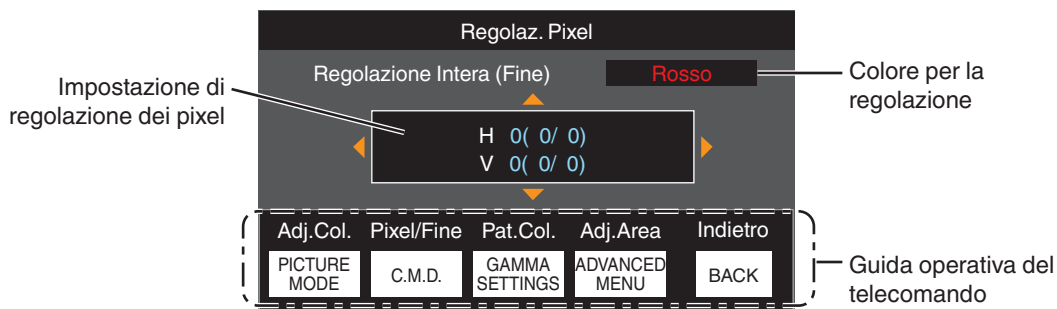 Regolaz. Pixel
Regolazione Intera (Fine) Rosso
Impostazione di
regolazione dei pixel
Colore per la
regolazione
H 0( 0/ 0)
V 0( 0/ 0)
Adj.Col. Pixel/Fine Pat.Col. Adj.Area Indietro
PICTURE
MODE
C.M.D.
GAMMA
SETTINGS
ADVANCED
MENU
BACK
Guida operativa del
telecomando